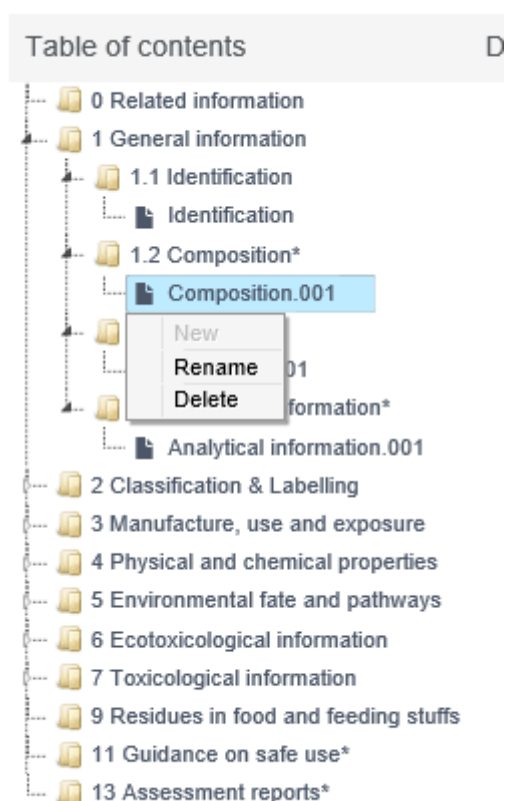 Table of contents D
0 Related information
1 General information
1.1 Identification
Identification
1.2 Composition*
Composition.001
New
Rename
01
Delete
formation*
Analytical information.001
2 Classification & Labelling
3 Manufacture, use and exposure
4 Physical and chemical properties
5 Environmental fate and pathways
6 Ecotoxicological information
7 Toxicological information
9 Residues in food and feeding stuffs
11 Guidance on safe use*
13 Assessment reports*